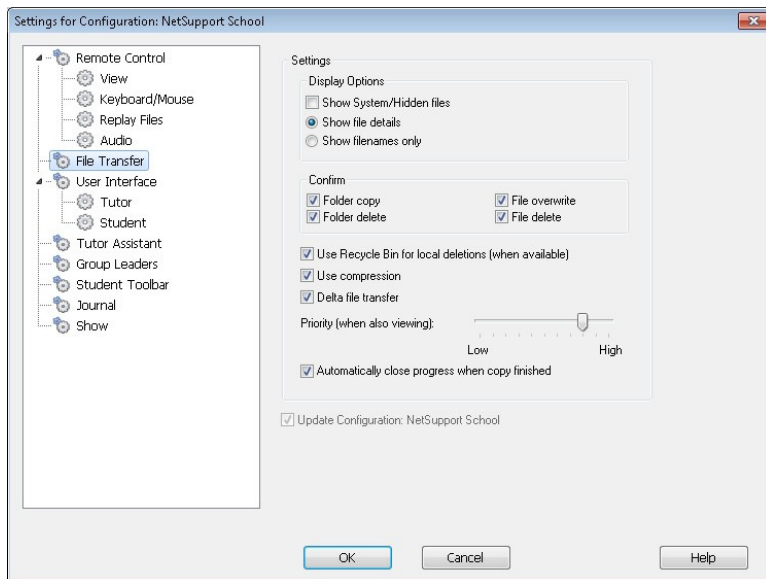 Settings for Configuration: NetSupport School
Remote Control
View
Keyboard/Mouse
Replay Files
Audio
File Transfer
User Interface
Tutor
Student
Tutor Assistant
Group Leaders
Student Toolbar
Journal
Show
Settings
Display Options
Show System/Hidden files
Show file details
Show filenames only
Confirm
Folder copy File overwrite
Folder delete File delete
Use Recycle Bin for local deletions (when available)
Use compression
Delta file transfer
Priority (when also viewing):
Low High
Automatically close progress when copy finished
Update Configuration: NetSupport School
OK Cancel Help